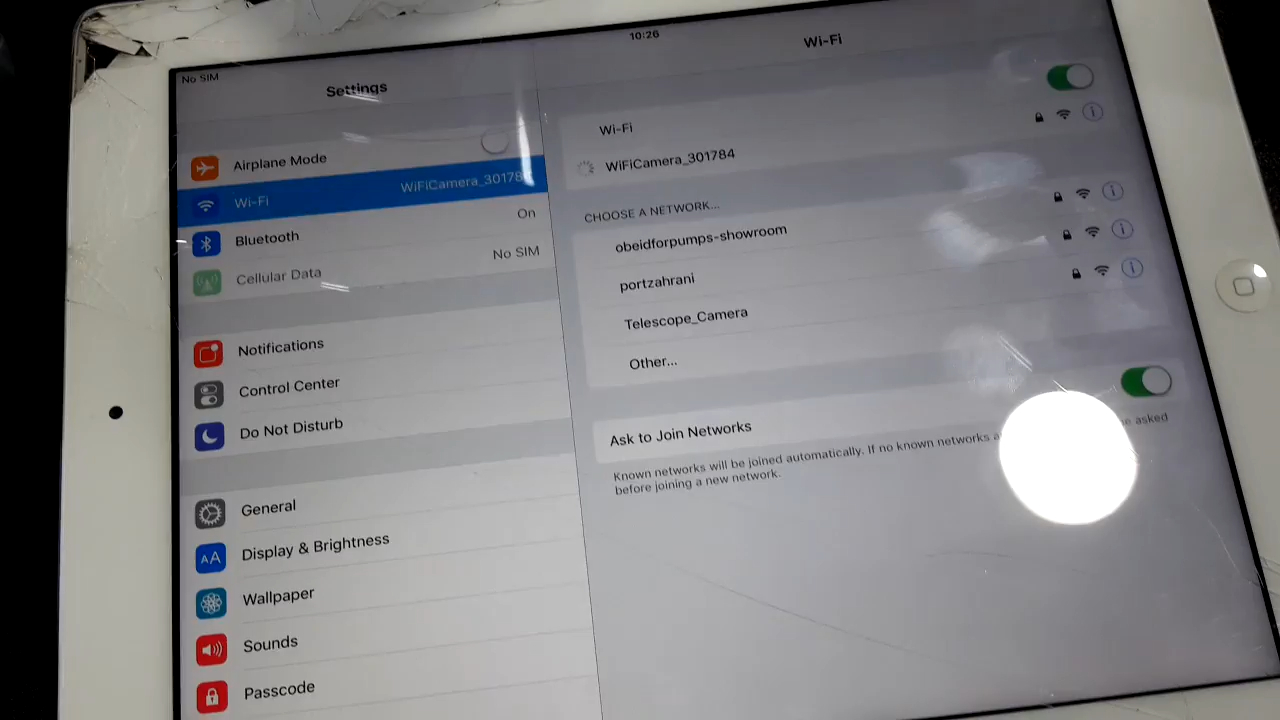 10:26
No SIM
Settings
Wi-Fi
Airplane Mode
Wi-Fi WiFiCamera_30178
Bluetooth On
Cellular Data No SIM
Notifications
Control Center
Do Not Disturb
General
AA Display & Brightness
Wallpaper
Sounds
Passcode
Wi-Fi
WiFiCamera_301784
CHOOSE A NETWORK...
obeidforpumps-showroom
portzahrani
Telescope_Camera
Other...
Ask to Join Networks
Known networks will be joined automatically. If no known networks asked
before joining a new network.